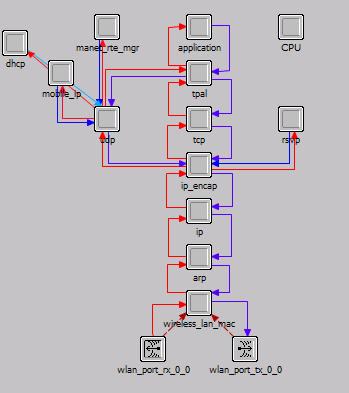 manet_rte_mgr
application
CPU
dhcp
mobile_ip
tpal
udp
tcp
rsvp
ip_encap
ip
arp
wireless_lan_mac
wlan_port_rx_0_0
wlan_port_tx_0_0